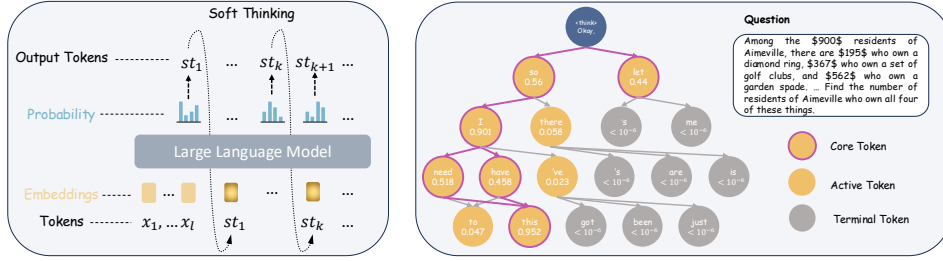 Soft Thinking
Output Tokens
st₁ ... stₖ stₖ₊₁ ...
Probability
... ...
Large Language Model
Embeddings
... ... ...
Tokens
x₁, ... xₗ st₁ ... stₖ ...
<think>
Okay,
so
0.56
let
0.44
I
0.901
there
0.058
's
< 10⁻⁶
me
< 10⁻⁶
need
0.518
have
0.458
've
0.023
's
< 10⁻⁶
are
< 10⁻⁶
is
< 10⁻⁶
to
0.047
this
0.952
got
< 10⁻⁶
been
< 10⁻⁶
just
< 10⁻⁶
Question
Among the $900$ residents of
Aimeville, there are $195$ who own a
diamond ring, $367$ who own a set of
golf clubs, and $562$ who own a
garden spade. ... Find the number of
residents of Aimeville who own all four
of these things.
Core Token
Active Token
Terminal Token